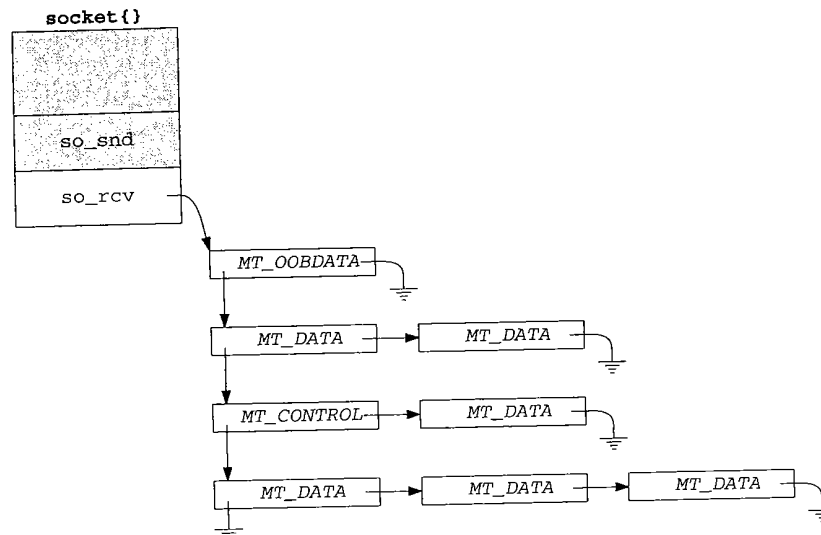 socket{}
so_snd
so_rcv
MT_OOBDATA
MT_DATA MT_DATA
MT_CONTROL MT_DATA
MT_DATA MT_DATA MT_DATA